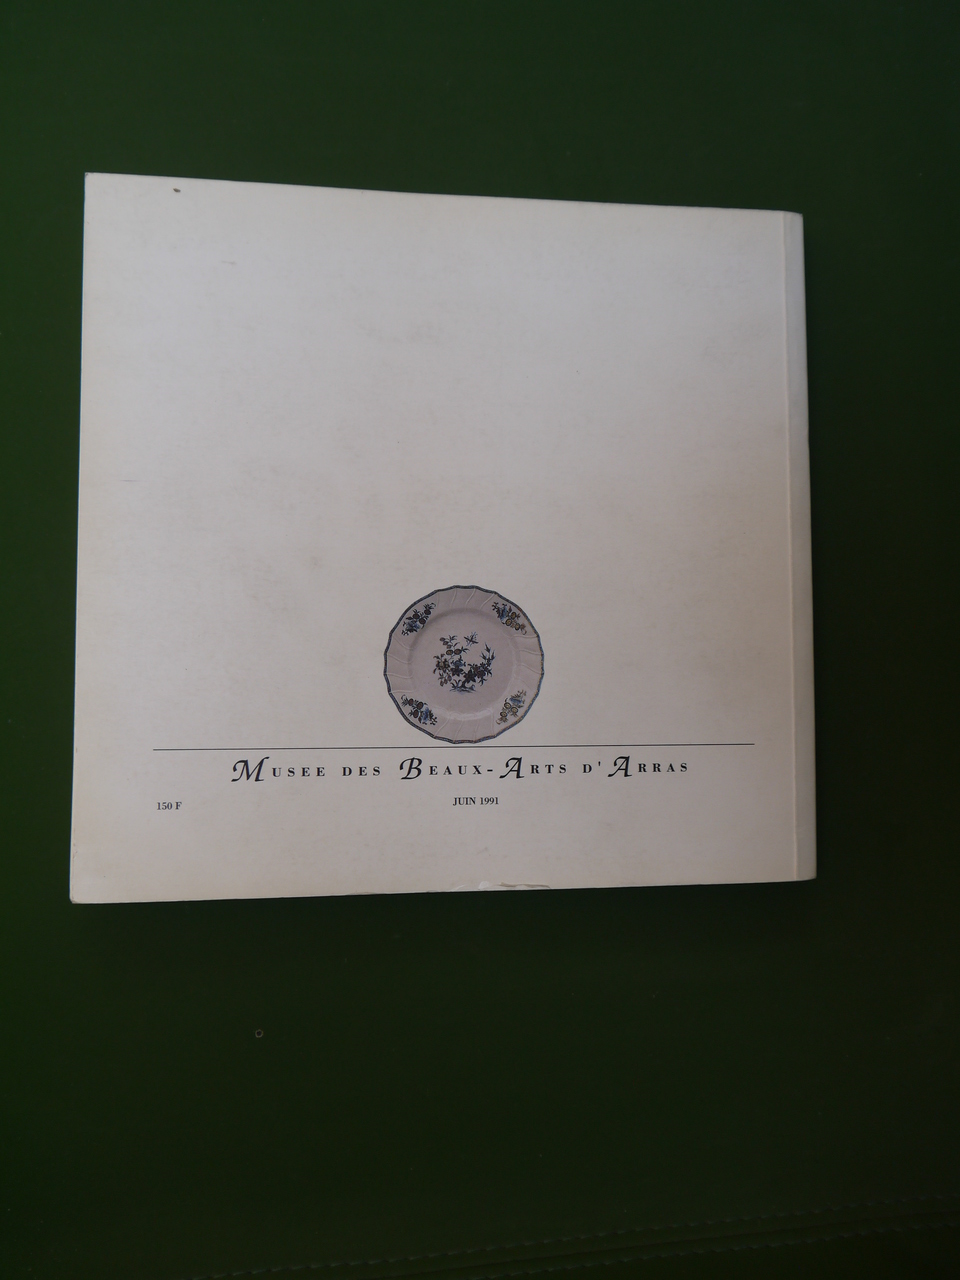 MUSEE DES BEAUX-ARTS D'ARRAS
150 F
JUIN 1991